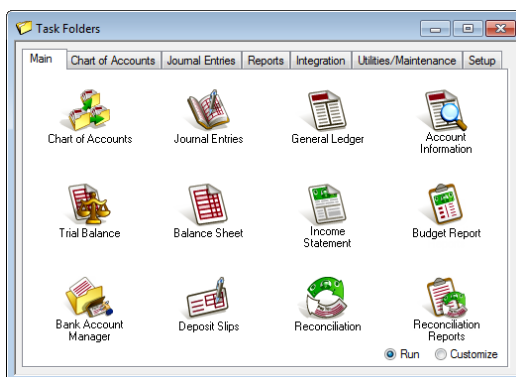 Task Folders
Main Chart of Accounts Journal Entries Reports Integration Utilities/Maintenance Setup
Chart of Accounts Journal Entries General Ledger Account
Information
Trial Balance Balance Sheet Income
Statement Budget Report
Bank Account
Manager Deposit Slips Reconciliation Reconciliation
Reports
Run Customize